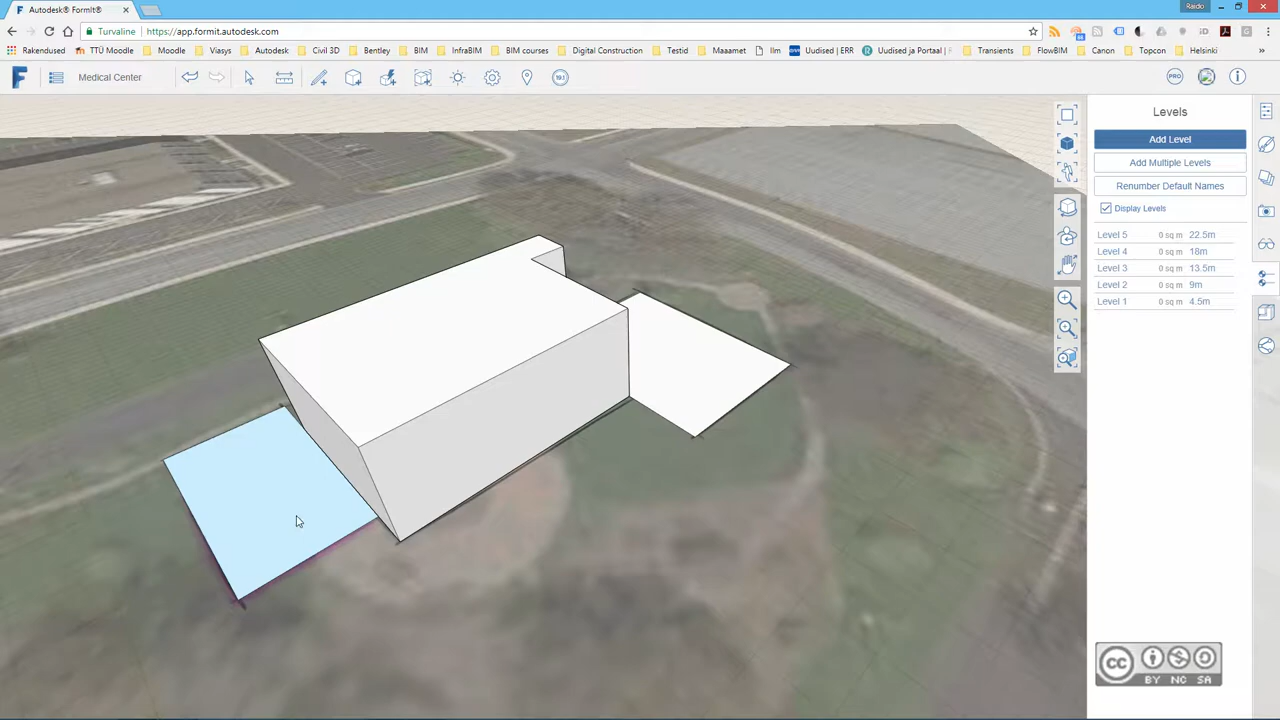 Autodesk® FormIt®
Raido
Turvaline
https://app.formit.autodesk.com
Rakendused
TTÜ Moodle
Moodle
Viasys
Autodesk
Civil 3D
Bentley
BIM
InfraBIM
BIM courses
Digital Construction
Testid
Maaamet
Ilm
Uudised | ERR
Uudised ja Portaal |
Transients
FlowBIM
Canon
Topcon
Helsinki
Medical Center
PRO
Levels
Add Level
Add Multiple Levels
Renumber Default Names
Display Levels
Level 5 0 sq m 22.5m
Level 4 0 sq m 18m
Level 3 0 sq m 13.5m
Level 2 0 sq m 9m
Level 1 0 sq m 4.5m
cc
BY NC SA